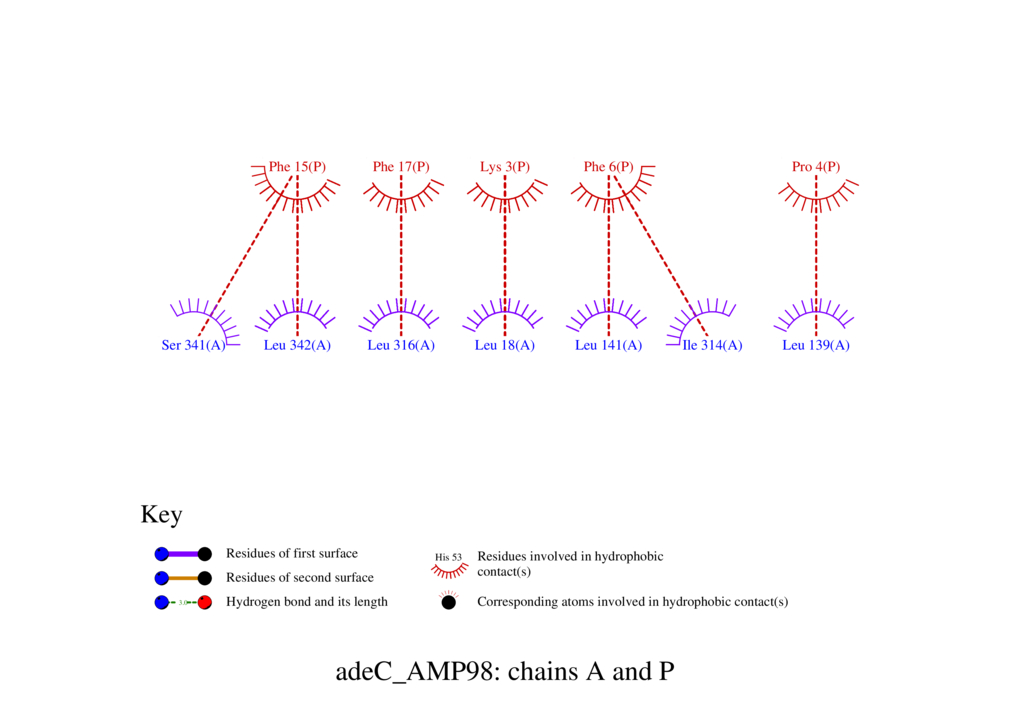 Phe 15(P) Phe 17(P) Lys 3(P) Phe 6(P) Pro 4(P)
Ser 341(A) Leu 342(A) Leu 316(A) Leu 18(A) Leu 141(A) Ile 314(A) Leu 139(A)
Key
Residues of first surface
Residues of second surface
3.0 Hydrogen bond and its length
His 53 Residues involved in hydrophobic
contact(s)
Corresponding atoms involved in hydrophobic contact(s)
adeC_AMP98: chains A and P